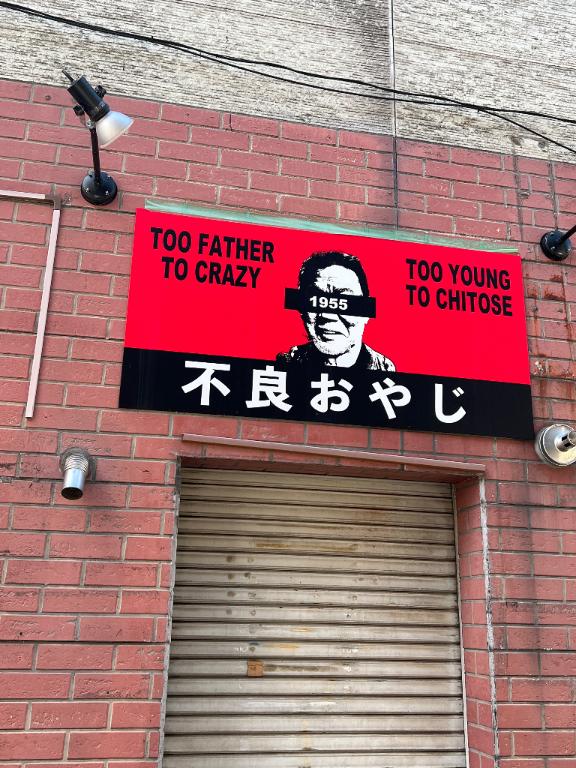 TOO FATHER
TO CRAZY
1955
TOO YOUNG
TO CHITOSE
不良おやじ